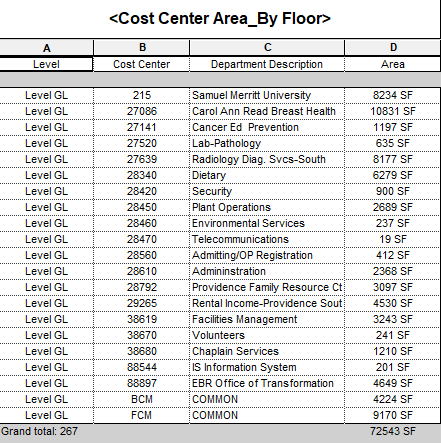 <Cost Center Area_By Floor>
A B C D
Level Cost Center Department Description Area
Level GL 215 Samuel Merritt University 8234 SF
Level GL 27086 Carol Ann Read Breast Health 10831 SF
Level GL 27141 Cancer Ed Prevention 1197 SF
Level GL 27520 Lab-Pathology 635 SF
Level GL 27639 Radiology Diag. Svcs-South 8177 SF
Level GL 28340 Dietary 6279 SF
Level GL 28420 Security 900 SF
Level GL 28450 Plant Operations 2689 SF
Level GL 28460 Environmental Services 237 SF
Level GL 28470 Telecommunications 19 SF
Level GL 28560 Admitting/OP Registration 412 SF
Level GL 28610 Admininstration 2368 SF
Level GL 28792 Providence Family Resource Ct 3097 SF
Level GL 29265 Rental Income-Providence Sout 4530 SF
Level GL 38619 Facilities Management 3243 SF
Level GL 38670 Volunteers 241 SF
Level GL 38680 Chaplain Services 1210 SF
Level GL 88544 IS Information System 201 SF
Level GL 88897 EBR Office of Transformation 4649 SF
Level GL BCM COMMON 4224 SF
Level GL FCM COMMON 9170 SF
Grand total: 267 72543 SF